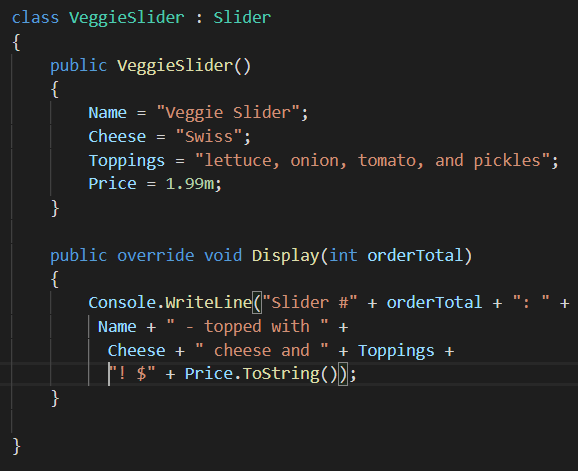 class VeggieSlider : Slider
{
    public VeggieSlider()
    {
        Name = "Veggie Slider";
        Cheese = "Swiss";
        Toppings = "lettuce, onion, tomato, and pickles";
        Price = 1.99m;
    }

    public override void Display(int orderTotal)
    {
        Console.WriteLine("Slider #" + orderTotal + ": " +
         Name + " - topped with " +
          Cheese + " cheese and " + Toppings +
          "! $" + Price.ToString());
    }

}